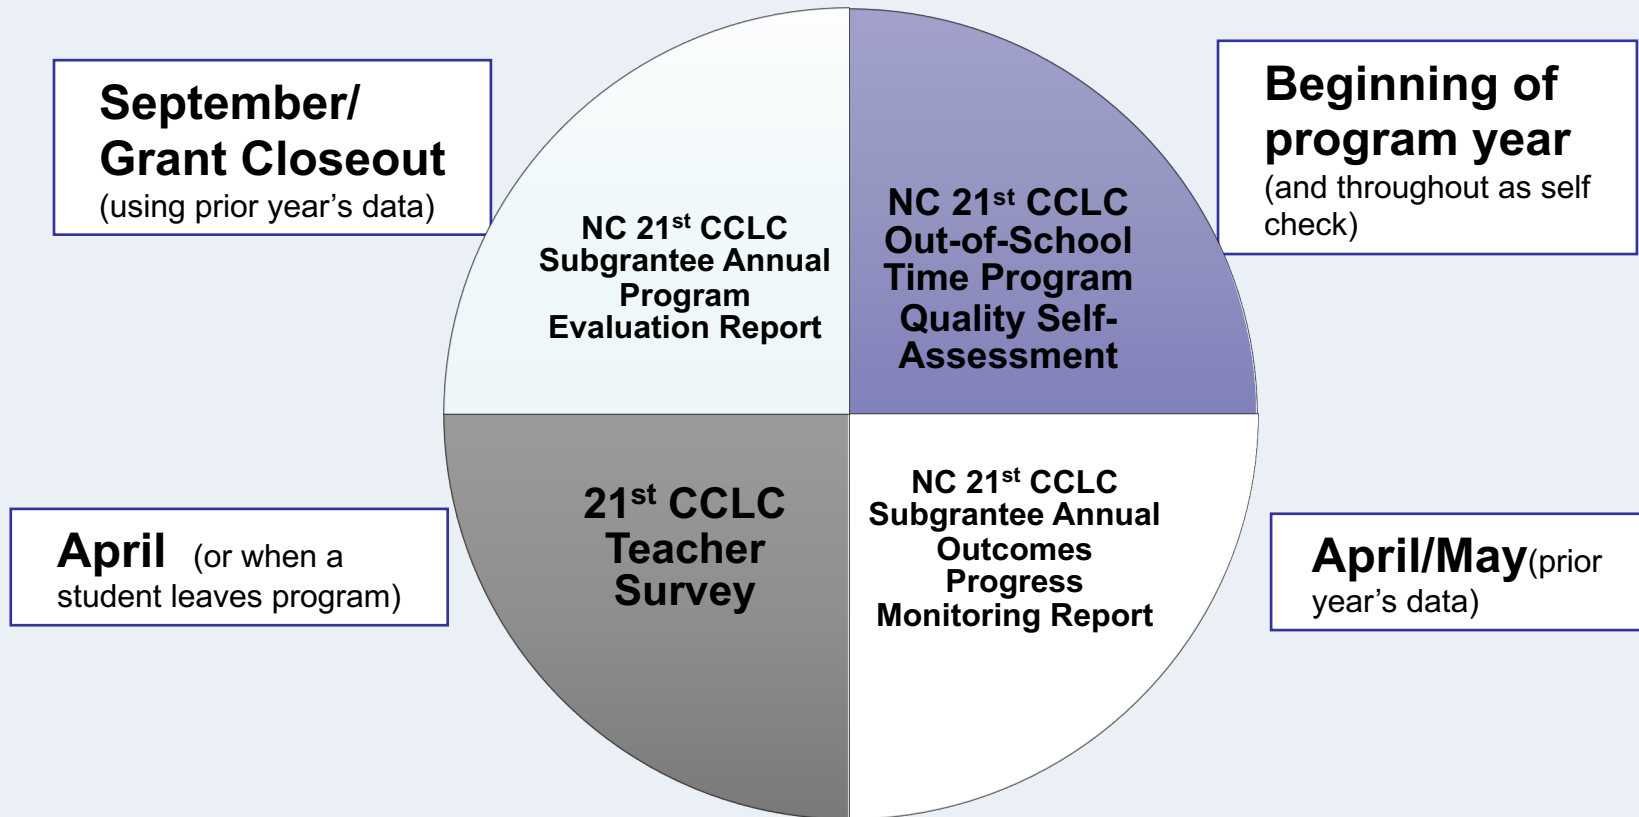 September/
Grant Closeout
(using prior year’s data)
NC 21st CCLC
Subgrantee Annual
Program
Evaluation Report
NC 21st CCLC
Out-of-School
Time Program
Quality Self-
Assessment
Beginning of
program year
(and throughout as self
check)
April (or when a
student leaves program)
21st CCLC
Teacher
Survey
NC 21st CCLC
Subgrantee Annual
Outcomes
Progress
Monitoring Report
April/May(prior
year’s data)